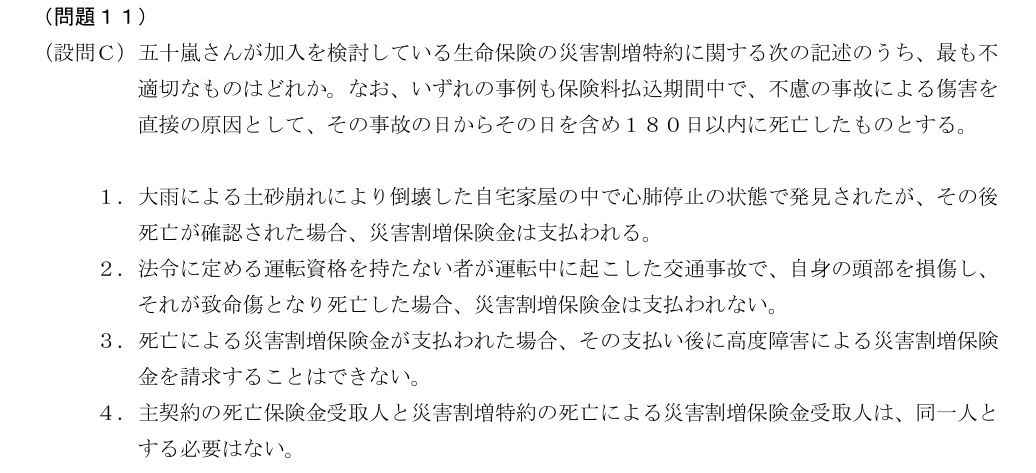 （問題１１）
（設問Ｃ）五十嵐さんが加入を検討している生命保険の災害割増特約に関する次の記述のうち、最も不
適切なものはどれか。なお、いずれの事例も保険料払込期間中で、不慮の事故による傷害を
直接の原因として、その事故の日からその日を含め１８０日以内に死亡したものとする。
１．大雨による土砂崩れにより倒壊した自宅家屋の中で心肺停止の状態で発見されたが、その後
死亡が確認された場合、災害割増保険金は支払われる。
２．法令に定める運転資格を持たない者が運転中に起こした交通事故で、自身の頭部を損傷し、
それが致命傷となり死亡した場合、災害割増保険金は支払われない。
３．死亡による災害割増保険金が支払われた場合、その支払い後に高度障害による災害割増保険
金を請求することはできない。
４．主契約の死亡保険金受取人と災害割増特約の死亡による災害割増保険金受取人は、同一人と
する必要はない。